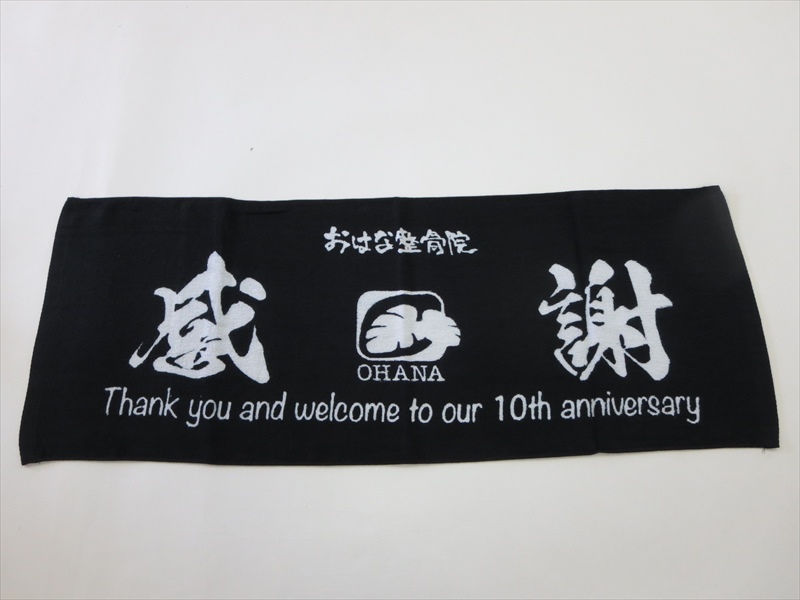 おはな整骨院
感謝
OHANA
Thank you and welcome to our 10th anniversary